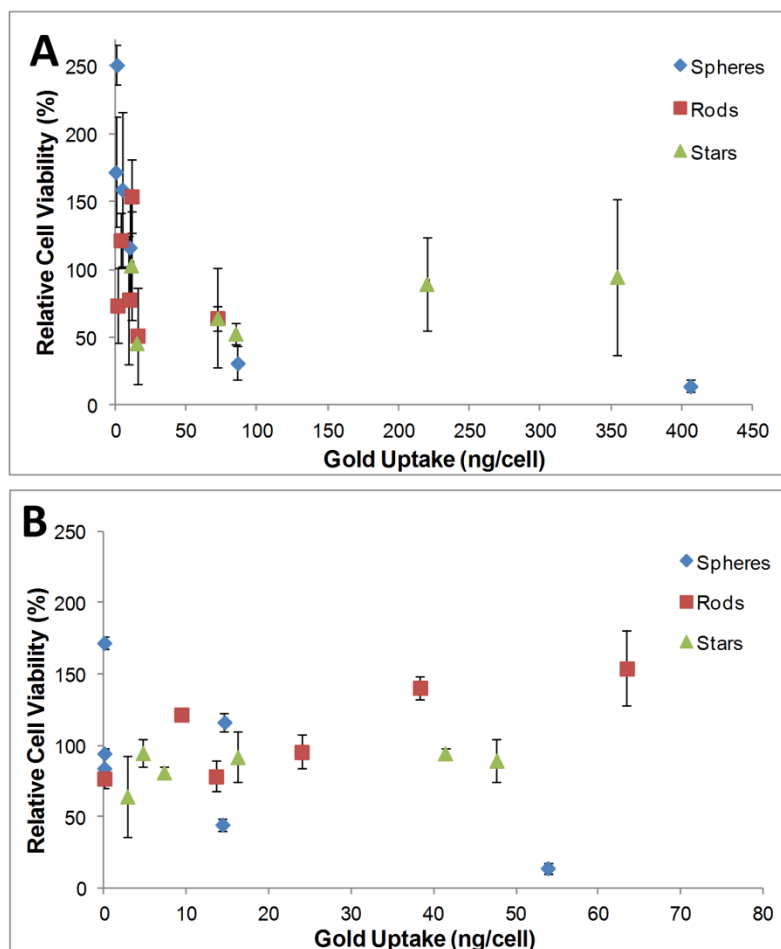 A
Relative Cell Viability (%)
250
200
150
100
50
0
0 50 100 150 200 250 300 350 400 450
Gold Uptake (ng/cell)
Spheres
Rods
Stars
B
Relative Cell Viability (%)
250
200
150
100
50
0
0 10 20 30 40 50 60 70 80
Gold Uptake (ng/cell)
Spheres
Rods
Stars